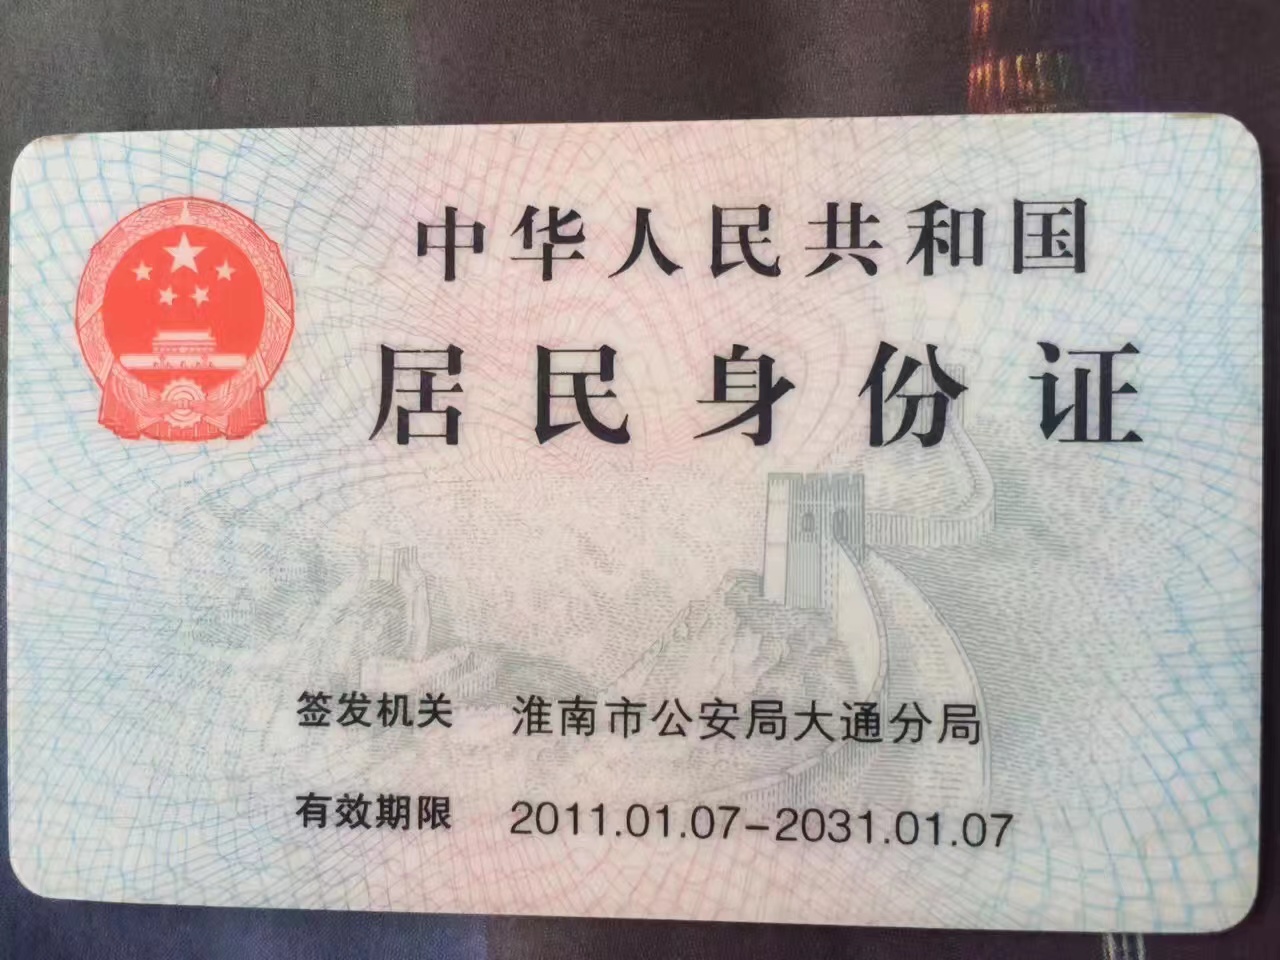 中华人民共和国
居民身份证
签发机关 淮南市公安局大通分局
有效期限 2011.01.07-2031.01.07